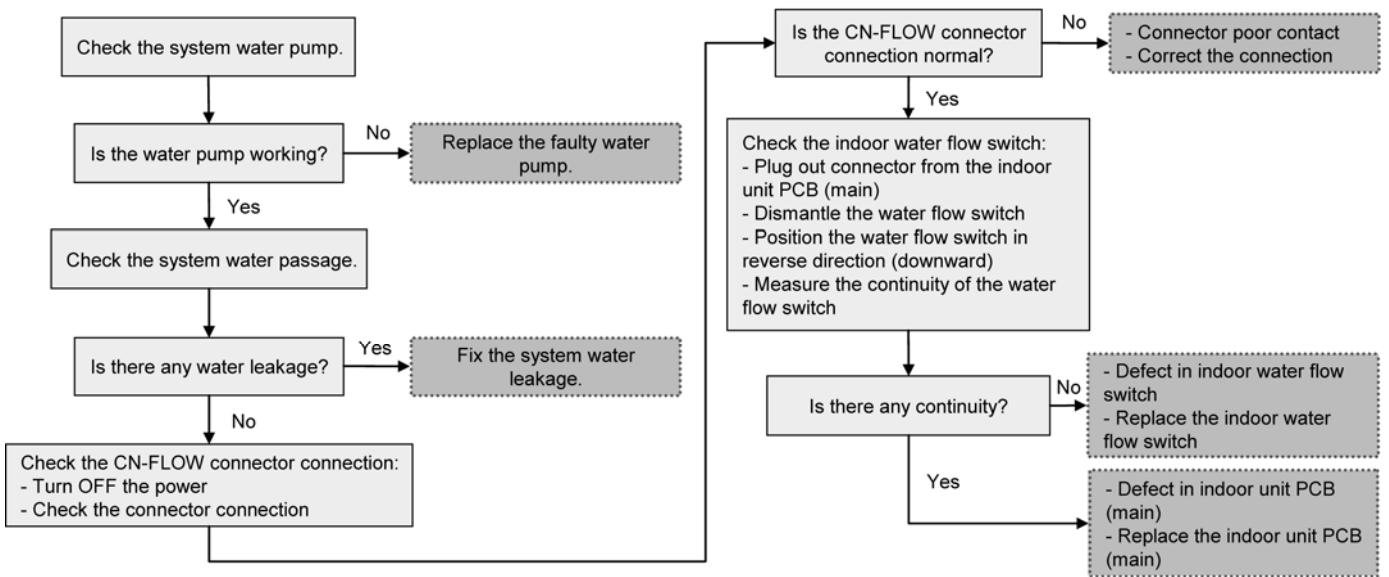 Check the system water pump.
Is the water pump working?
No
Replace the faulty water
pump.
Yes
Check the system water passage.
Is there any water leakage?
Yes
Fix the system water
leakage.
No
Check the CN-FLOW connector connection:
- Turn OFF the power
- Check the connector connection
Is the CN-FLOW connector
connection normal?
No
- Connector poor contact
- Correct the connection
Yes
Check the indoor water flow switch:
- Plug out connector from the indoor
unit PCB (main)
- Dismantle the water flow switch
- Position the water flow switch in
reverse direction (downward)
- Measure the continuity of the water
flow switch
Is there any continuity?
No
- Defect in indoor water flow
switch
- Replace the indoor water
flow switch
Yes
- Defect in indoor unit PCB
(main)
- Replace the indoor unit PCB
(main)